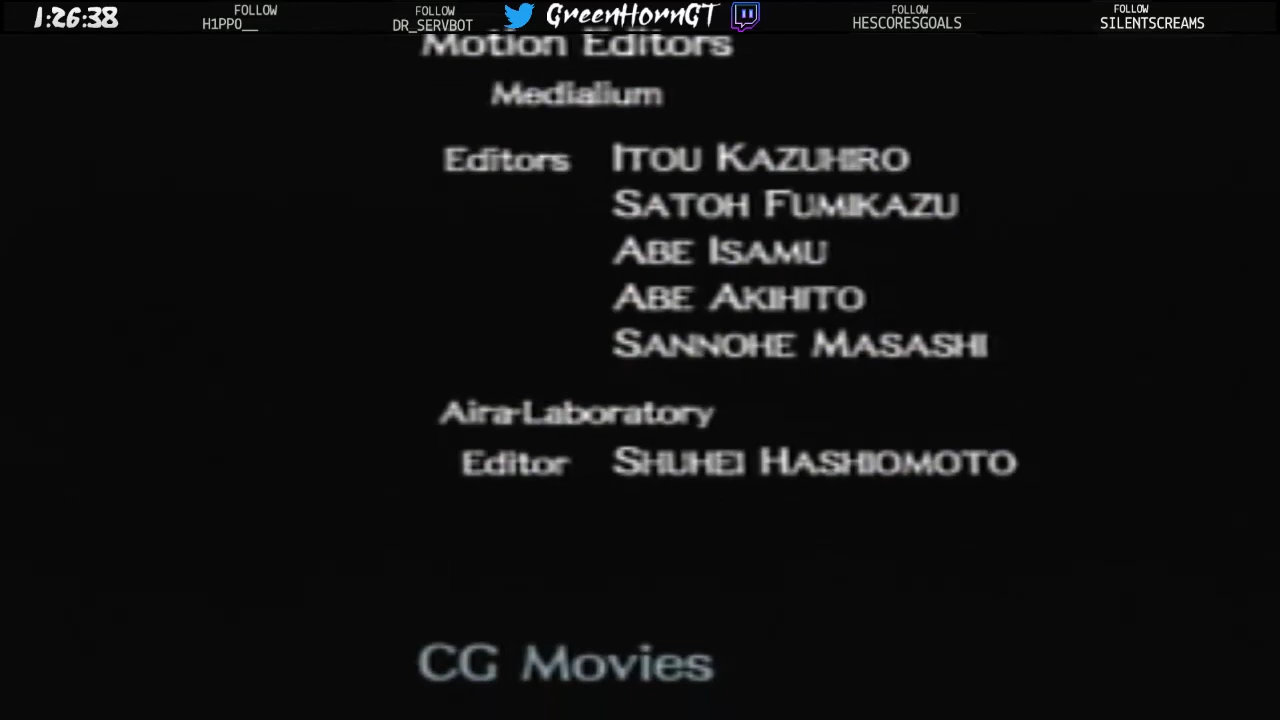 1:26:38
FOLLOW
H1PP0__
FOLLOW
DR_SERVBOT
GreenHornGT
FOLLOW
HESCORESGOALS
FOLLOW
SILENTSCREAMS
Motion Editors
Medialium
Editors ITOU KAZUHIRO
SATOH FUMIKAZU
ABE ISAMU
ABE AKIHITO
SANNOHE MASASHI
Aira-Laboratory
Editor SHUHEI HASHIOMOTO
CG Movies